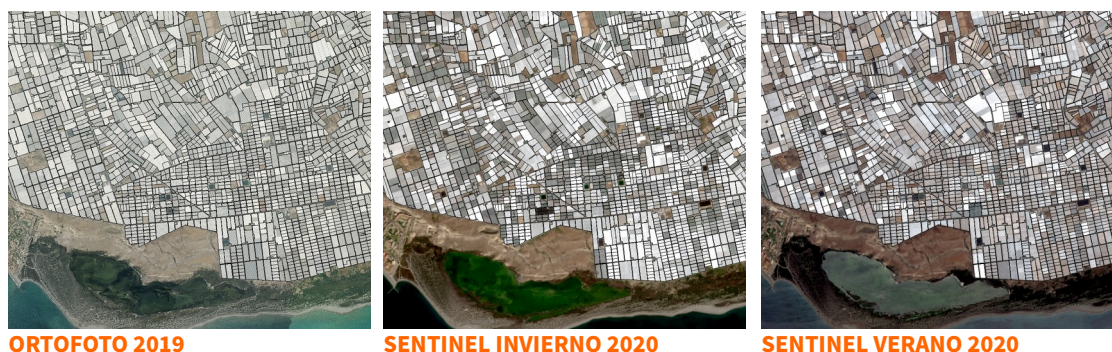 ORTOFOTO 2019
SENTINEL INVIERNO 2020
SENTINEL VERANO 2020